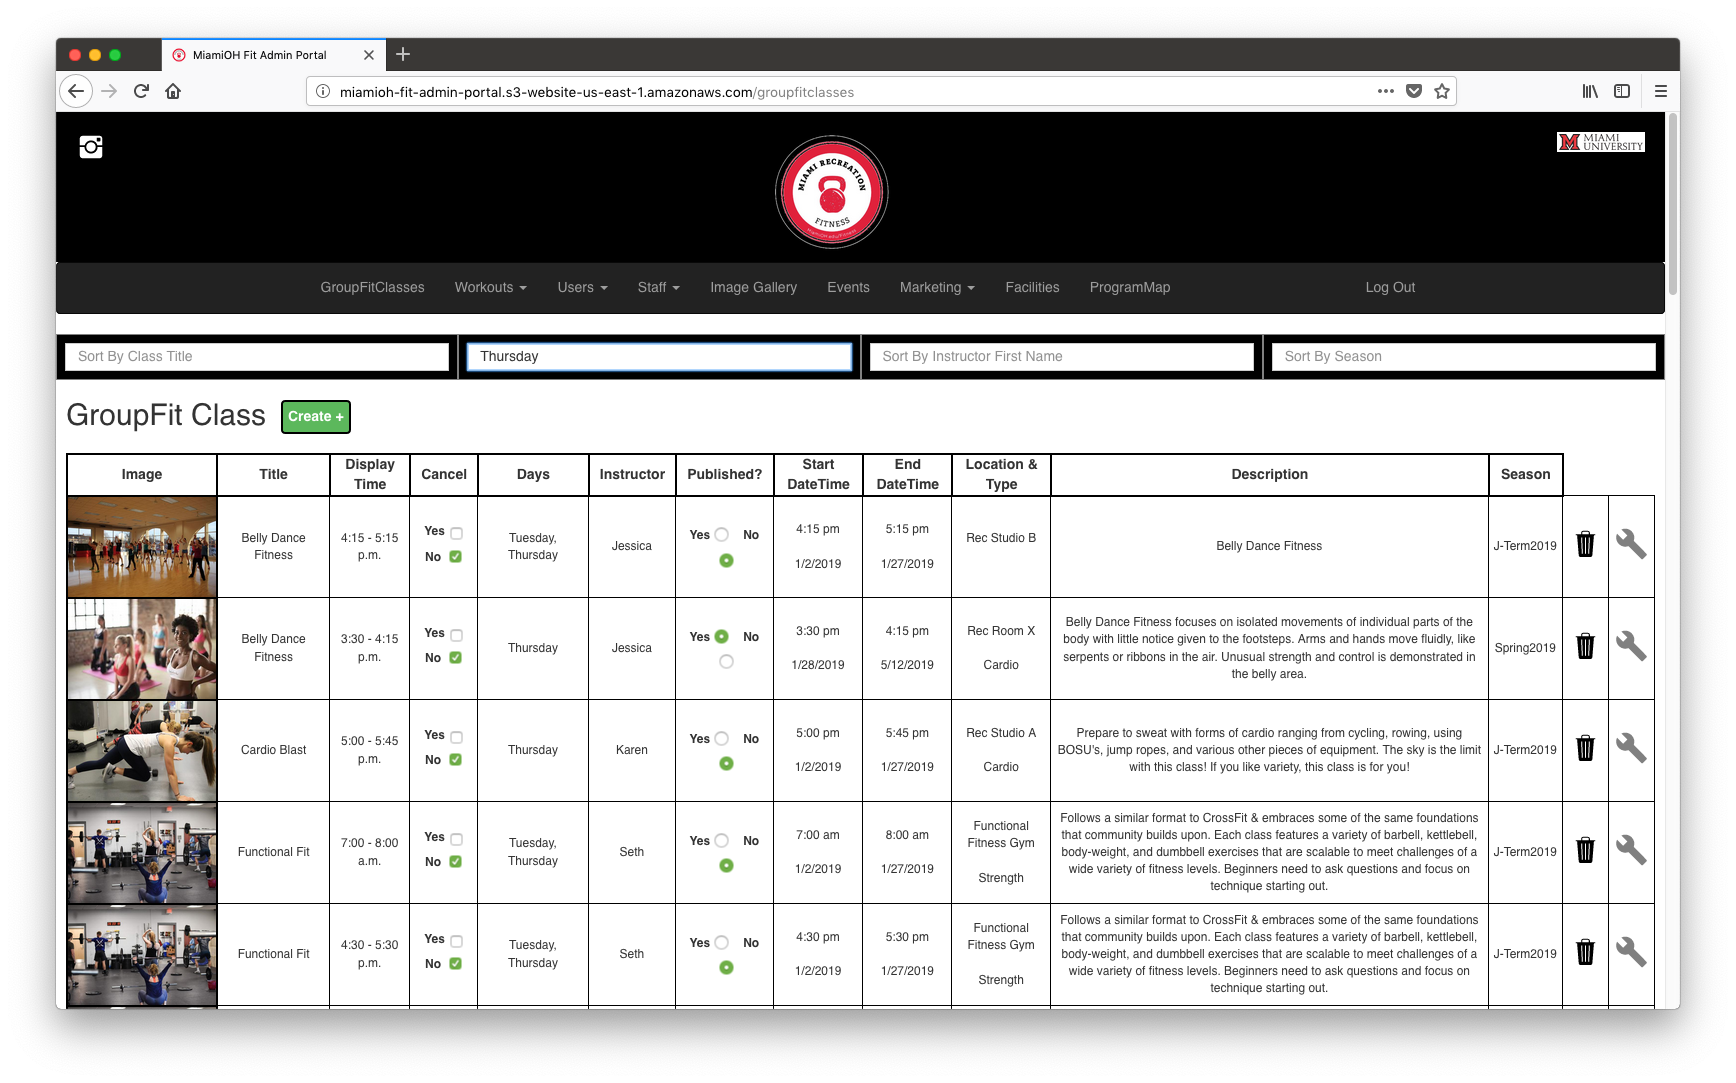 MiamiOH Fit Admin Portal
miamioh-fit-admin-portal.s3-website-us-east-1.amazonaws.com/groupfitclasses
MIAMI RECREATION
FITNESS
MIAMI
UNIVERSITY
GroupFitClasses Workouts Users Staff Image Gallery Events Marketing Facilities ProgramMap Log Out
Sort By Class Title
Thursday
Sort By Instructor First Name
Sort By Season
GroupFit Class
Create +
Image
Title
Display
Time
Cancel
Days
Instructor
Published?
Start
DateTime
End
DateTime
Location &
Type
Description
Season
Belly Dance
Fitness
4:15 - 5:15
p.m.
Yes
No
Tuesday,
Thursday
Jessica
Yes No
4:15 pm
1/2/2019
5:15 pm
1/27/2019
Rec Studio B
Belly Dance Fitness
J-Term2019
Belly Dance
Fitness
3:30 - 4:15
p.m.
Yes
No
Thursday
Jessica
Yes No
3:30 pm
1/28/2019
4:15 pm
5/12/2019
Rec Room X
Cardio
Belly Dance Fitness focuses on isolated movements of individual parts of the
body with little notice given to the footsteps. Arms and hands move fluidly, like
serpents or ribbons in the air. Unusual strength and control is demonstrated in
the belly area.
Spring2019
Cardio Blast
5:00 - 5:45
p.m.
Yes
No
Thursday
Karen
Yes No
5:00 pm
1/2/2019
5:45 pm
1/27/2019
Rec Studio A
Cardio
Prepare to sweat with forms of cardio ranging from cycling, rowing, using
BOSU's, jump ropes, and various other pieces of equipment. The sky is the limit
with this class! If you like variety, this class is for you!
J-Term2019
Functional Fit
7:00 - 8:00
a.m.
Yes
No
Tuesday,
Thursday
Seth
Yes No
7:00 am
1/2/2019
8:00 am
1/27/2019
Functional
Fitness Gym
Strength
Follows a similar format to CrossFit & embraces some of the same foundations
that community builds upon. Each class features a variety of barbell, kettlebell,
body-weight, and dumbbell exercises that are scalable to meet challenges of a
wide variety of fitness levels. Beginners need to ask questions and focus on
technique starting out.
J-Term2019
Functional Fit
4:30 - 5:30
p.m.
Yes
No
Tuesday,
Thursday
Seth
Yes No
4:30 pm
1/2/2019
5:30 pm
1/27/2019
Functional
Fitness Gym
Strength
Follows a similar format to CrossFit & embraces some of the same foundations
that community builds upon. Each class features a variety of barbell, kettlebell,
body-weight, and dumbbell exercises that are scalable to meet challenges of a
wide variety of fitness levels. Beginners need to ask questions and focus on
technique starting out.
J-Term2019